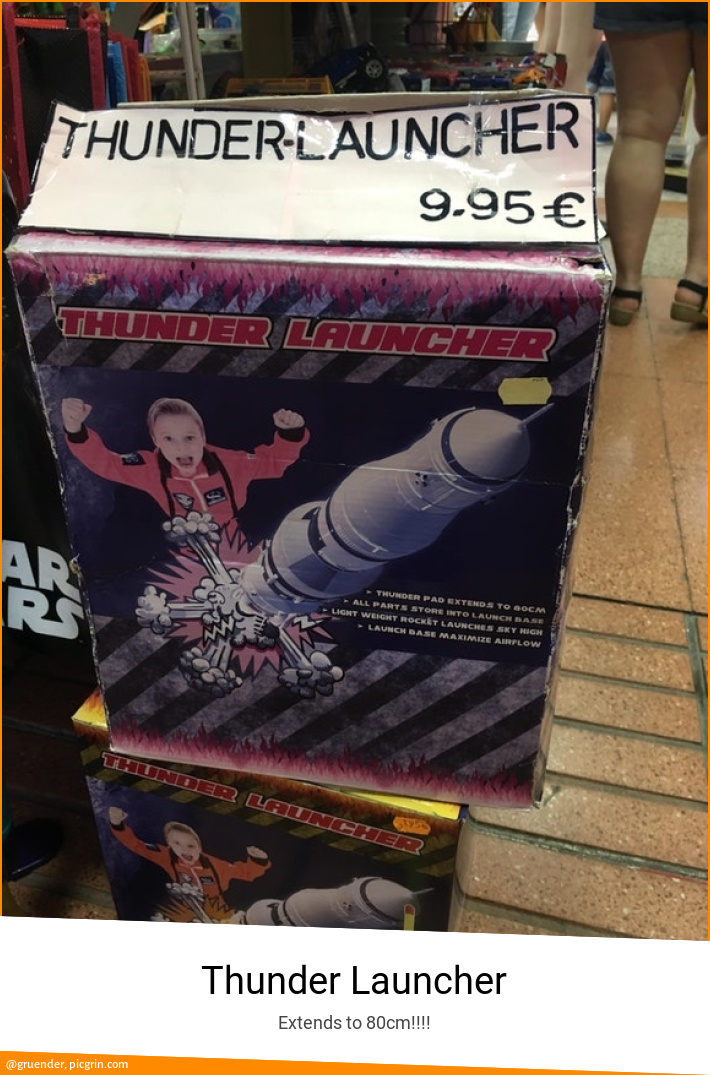 THUNDER-LAUNCHER
9.95€
THUNDER LAUNCHER
➢ THUNDER PAD EXTENDS TO 80CM
➢ ALL PARTS STORE INTO LAUNCH BASE
➢ LIGHT WEIGHT ROCKET LAUNCHES SKY HIGH
➢ LAUNCH BASE MAXIMIZE AIRFLOW
AR
RS
THUNDER LAUNCHER
Thunder Launcher
Extends to 80cm!!!!
@gruender, picgrin.com